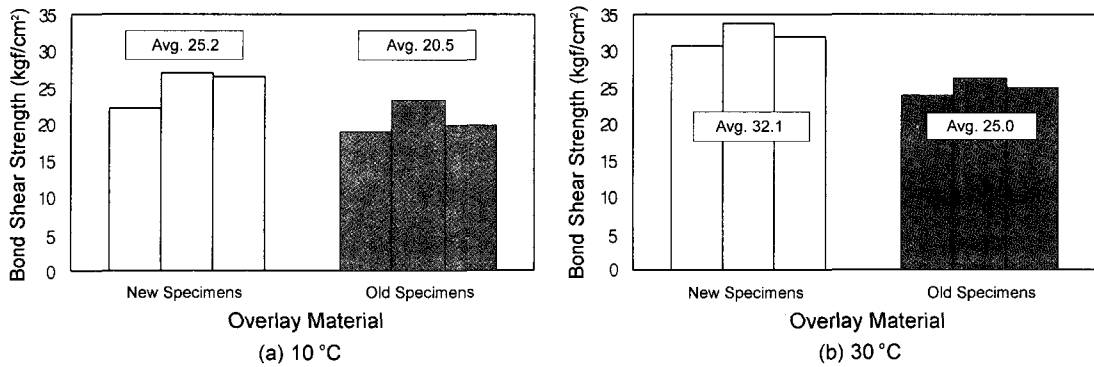 Bond Shear Strength (kgf/cm²)
35
30
25
20
15
10
5
0
Avg. 25.2
Avg. 20.5
New Specimens
Old Specimens
Overlay Material
(a) 10 °C
Bond Shear Strength (kgf/cm²)
35
30
25
20
15
10
5
0
Avg. 32.1
Avg. 25.0
New Specimens
Old Specimens
Overlay Material
(b) 30 °C